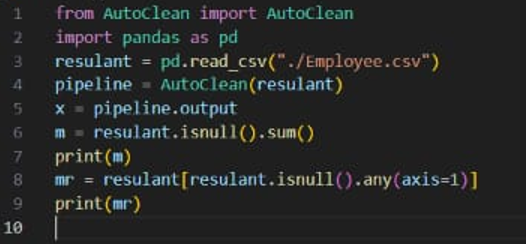 1 from AutoClean import AutoClean
2 import pandas as pd
3 resulant = pd.read_csv("./Employee.csv")
4 pipeline = AutoClean(resulant)
5 x = pipeline.output
6 m = resulant.isnull().sum()
7 print(m)
8 mr = resulant[resulant.isnull().any(axis=1)]
9 print(mr)
10